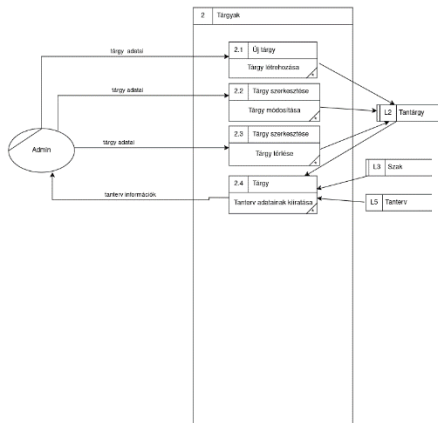 2 Tárgyak
tárgy adatai
2.1 Új tárgy
Tárgy létrehozása
tárgy adatai
2.2 Tárgy szerkesztése
Tárgy módosítása
L2 Tantárgy
2.3 Tárgy szerkesztése
Admin
tárgy adatai
Tárgy törlése
L3 Szak
2.4 Tárgy
tanterv információk
Tanterv adatainak kiíratása
L5 Tanterv